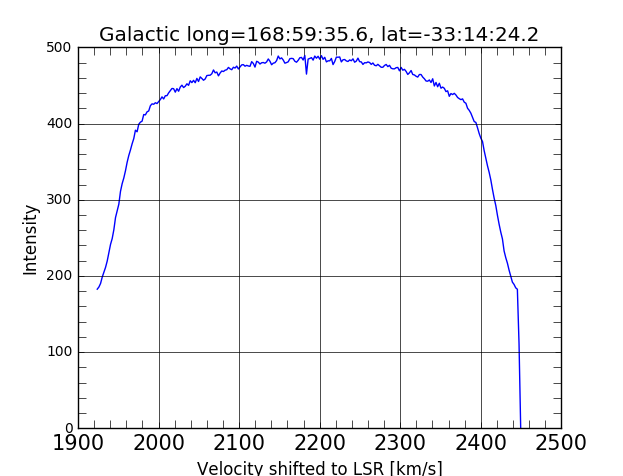 Galactic long=168:59:35.6, lat=-33:14:24.2
500
400
300
200
100
0
Intensity
1900 2000 2100 2200 2300 2400 2500
Velocity shifted to LSR [km/s]